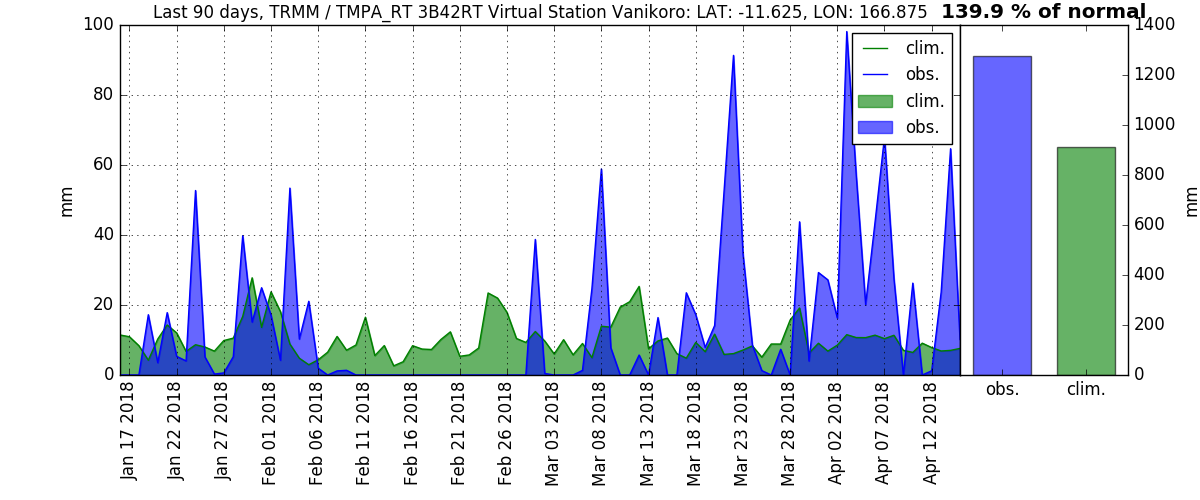 Last 90 days, TRMM / TMPA_RT 3B42RT Virtual Station Vanikoro: LAT: -11.625, LON: 166.875 139.9 % of normal
100
80
60
40
20
0
mm
clim.
obs.
clim.
obs.
1400
1200
1000
800
600
400
200
0
mm
Jan 17 2018
Jan 22 2018
Jan 27 2018
Feb 01 2018
Feb 06 2018
Feb 11 2018
Feb 16 2018
Feb 21 2018
Feb 26 2018
Mar 03 2018
Mar 08 2018
Mar 13 2018
Mar 18 2018
Mar 23 2018
Mar 28 2018
Apr 02 2018
Apr 07 2018
Apr 12 2018
obs.
clim.